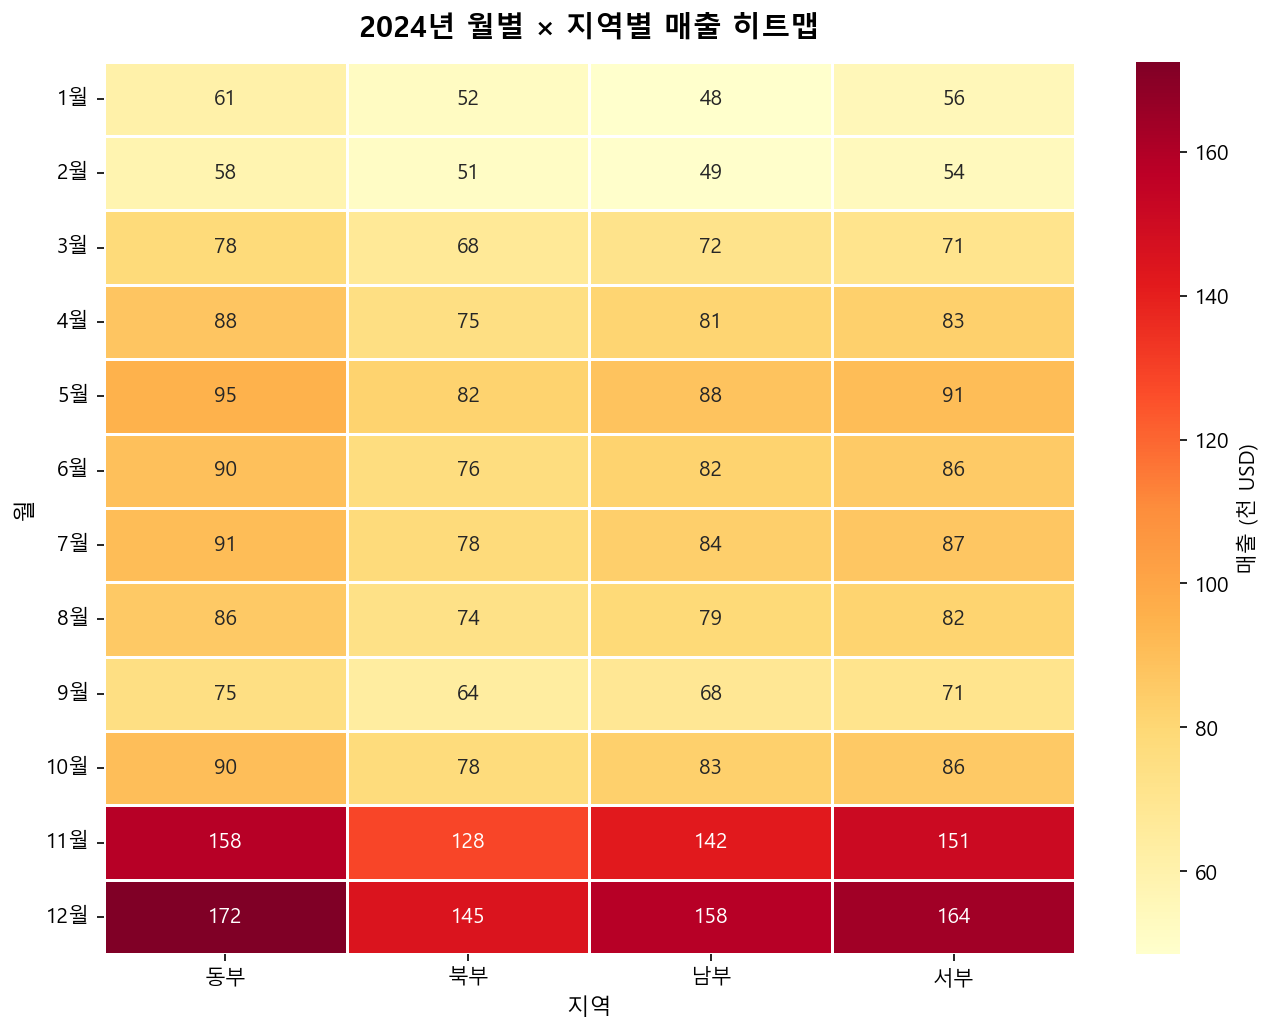 2024년 월별 × 지역별 매출 히트맵
1월 61 52 48 56
2월 58 51 49 54
3월 78 68 72 71
4월 88 75 81 83
5월 95 82 88 91
6월 90 76 82 86
7월 91 78 84 87
8월 86 74 79 82
9월 75 64 68 71
10월 90 78 83 86
11월 158 128 142 151
12월 172 145 158 164
동부 북부 남부 서부
지역
월
160
140
120
100
80
60
매출 (천 USD)